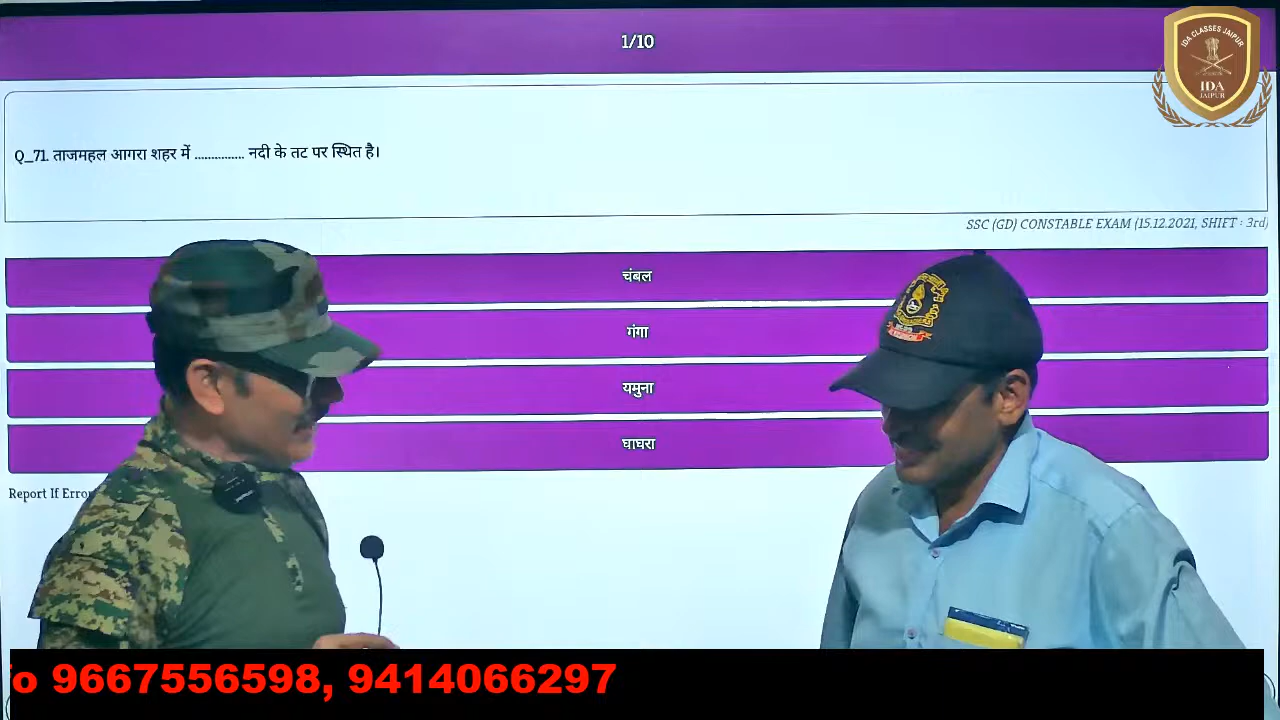 1/10
IDA CLASSES JAIPUR
IDA
JAIPUR
Q_71. ताजमहल आगरा शहर में ............... नदी के तट पर स्थित है।
SSC (GD) CONSTABLE EXAM (15.12.2021, SHIFT : 3rd)
चंबल
गंगा
यमुना
घाघरा
Report If Erro
o 9667556598, 9414066297